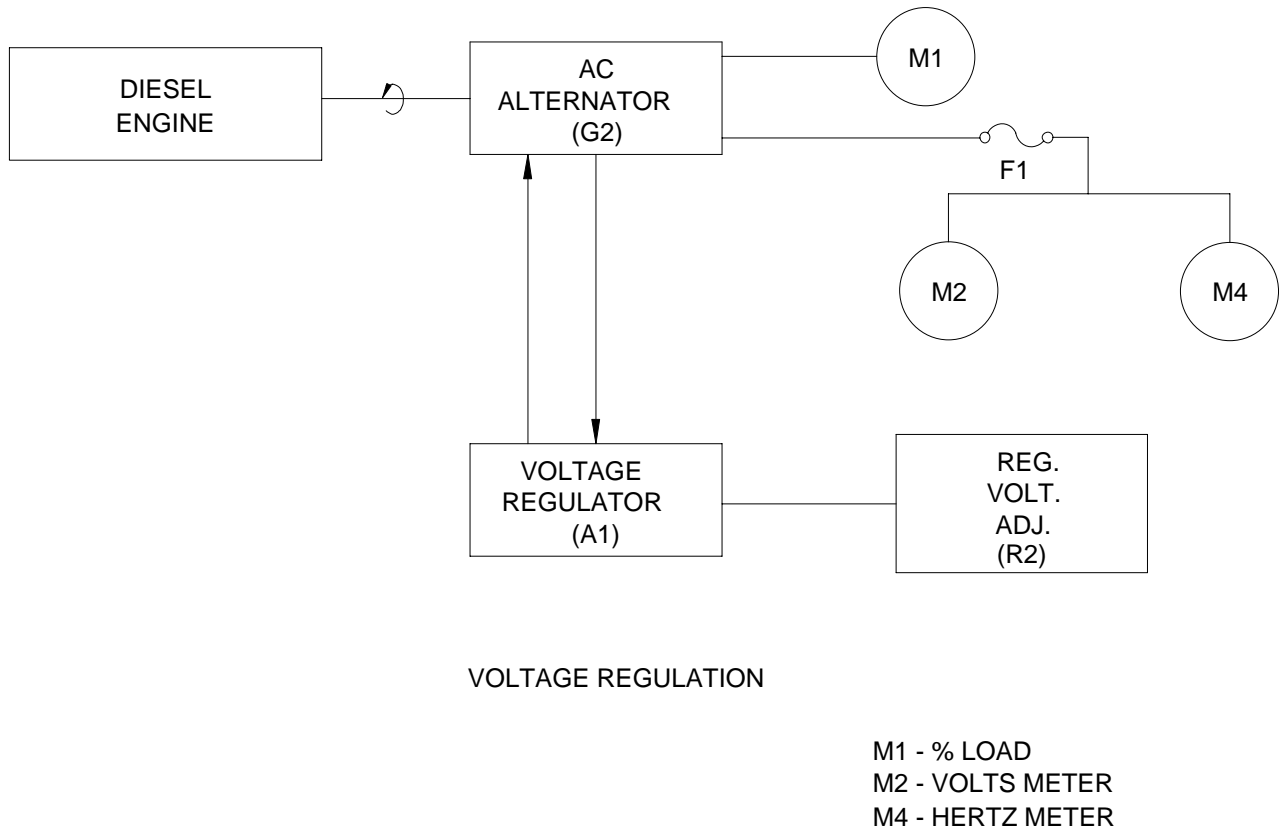 DIESEL
ENGINE
AC
ALTERNATOR
(G2)
M1
F1
M2
M4
VOLTAGE
REGULATOR
(A1)
REG.
VOLT.
ADJ.
(R2)
VOLTAGE REGULATION
M1 - % LOAD
M2 - VOLTS METER
M4 - HERTZ METER